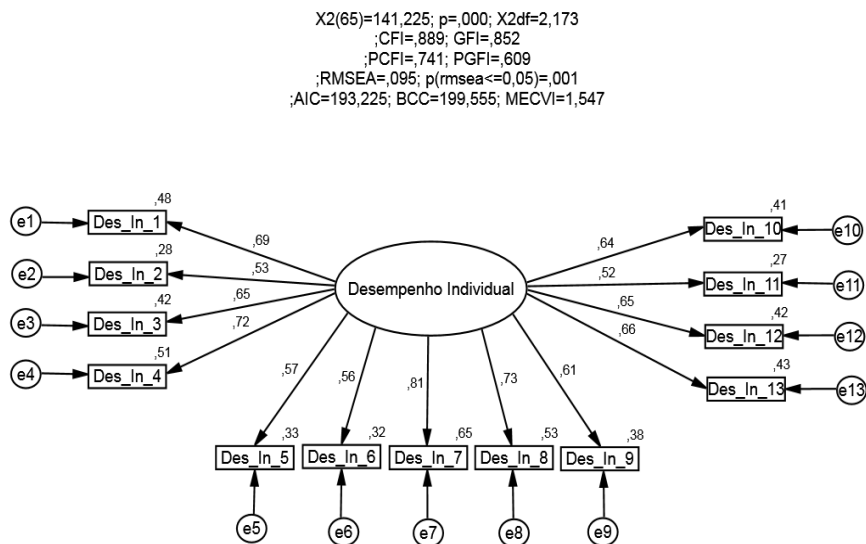 X2(65)=141,225; p=,000; X2df=2,173
;CFI=,889; GFI=,852
;PCFI=,741; PGFI=,609
;RMSEA=,095; p(rmsea<=0,05)=,001
;AIC=193,225; BCC=199,555; MECVI=1,547
,48
e1 Des_In_1
,69
,28
e2 Des_In_2
,53
,42
e3 Des_In_3
,65
,51
e4 Des_In_4
,72
Desempenho Individual
,41
,64 Des_In_10 e10
,27
,52 Des_In_11 e11
,42
,65 Des_In_12 e12
,43
,66 Des_In_13 e13
,57 ,56 ,81 ,73 ,61
,33 ,32 ,65 ,53 ,38
Des_In_5 Des_In_6 Des_In_7 Des_In_8 Des_In_9
e5 e6 e7 e8 e9